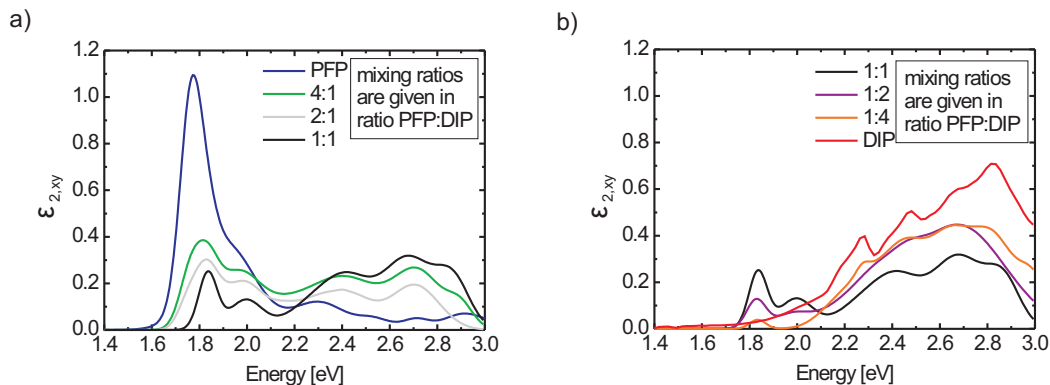 a)
1.2
1.0
0.8
0.6
0.4
0.2
0.0
ε2,xy
PFP
4:1
2:1
1:1
mixing ratios
are given in
ratio PFP:DIP
1.4 1.6 1.8 2.0 2.2 2.4 2.6 2.8 3.0
Energy [eV]
b)
1.2
1.0
0.8
0.6
0.4
0.2
0.0
ε2,xy
1:1
1:2
1:4
DIP
mixing ratios
are given in
ratio PFP:DIP
1.4 1.6 1.8 2.0 2.2 2.4 2.6 2.8 3.0
Energy [eV]